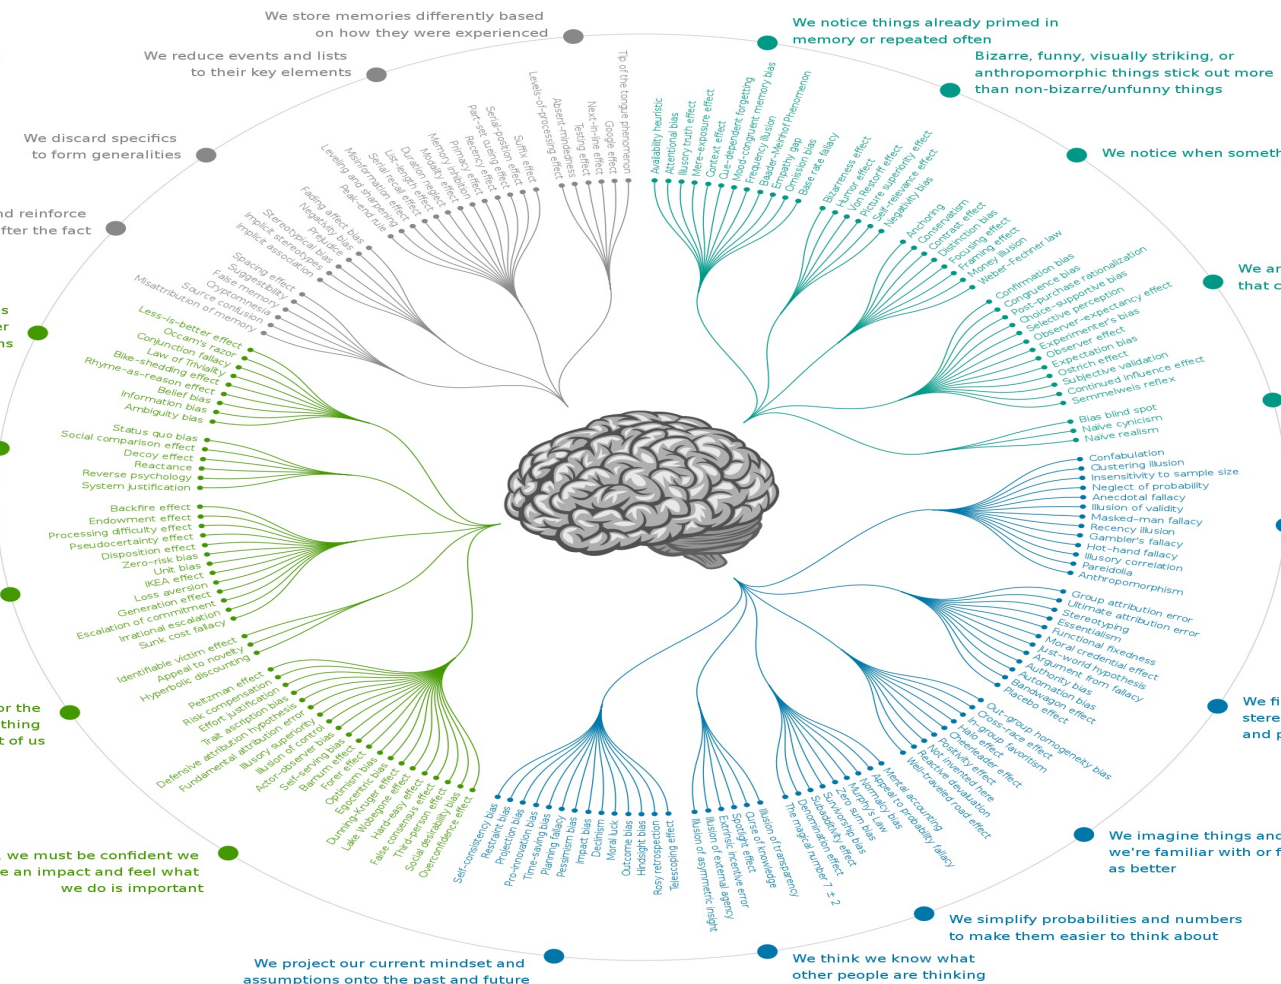 We store memories differently based
on how they were experienced
We reduce events and lists
to their key elements
We discard specifics
to form generalities
nd reinforce
fter the fact
We notice things already primed in
memory or repeated often
Bizarre, funny, visually striking, or
anthropomorphic things stick out more
than non-bizarre/unfunny things
We notice when someth
We ar
that c
We fi
stere
and p
We imagine things and
we're familiar with or f
as better
We simplify probabilities and numbers
to make them easier to think about
We think we know what
other people are thinking
We project our current mindset and
assumptions onto the past and future
, we must be confident we
e an impact and feel what
we do is important
or the
thing
t of us
s
er
ns
Tip of the tongue phenomenon
Google effect
Next-in-line effect
Testing effect
Absent-mindedness
Levels-of-processing effect
Suffix effect
Serial-position effect
Part-set cueing effect
Recency effect
Primacy effect
Memory inhibition
Modality effect
Duration neglect
List-length effect
Serial recall effect
Misinformation effect
Leveling and sharpening
Peak-end rule
Fading affect bias
Negativity bias
Prejudice
Stereotypical bias
Implicit stereotypes
Implicit association
Spacing effect
Suggestibility
False memory
Cryptomnesia
Source confusion
Misattribution of memory
Less-is-better effect
Occam's razor
Conjunction fallacy
Law of Triviality
Bike-shedding effect
Rhyme-as-reason effect
Belief bias
Information bias
Ambiguity bias
Status quo bias
Social comparison effect
Decoy effect
Reactance
Reverse psychology
System justification
Backfire effect
Endowment effect
Processing difficulty effect
Pseudocertainty effect
Disposition effect
Zero-risk bias
Unit bias
IKEA effect
Loss aversion
Generation effect
Escalation of commitment
Irrational escalation
Sunk cost fallacy
Identifiable victim effect
Appeal to novelty
Hyperbolic discounting
Peltzman effect
Risk compensation
Effort justification
Trait ascription bias
Defensive attribution hypothesis
Fundamental attribution error
Illusory superiority
Illusion of control
Actor-observer bias
Self-serving bias
Barnum effect
Forer effect
Optimism bias
Egocentric bias
Dunning-Kruger effect
Lake Wobegone effect
Hard-easy effect
False consensus effect
Third-person effect
Social desirability bias
Overconfidence effect
Availability heuristic
Attentional bias
Illusory truth effect
Mere-exposure effect
Context effect
Cue-dependent forgetting
Mood-congruent memory bias
Frequency illusion
Baader-Meinhof Phenomenon
Empathy gap
Omission bias
Base rate fallacy
Bizarreness effect
Humor effect
Von Restorff effect
Picture superiority effect
Self-relevance effect
Negativity bias
Anchoring
Conservatism
Contrast effect
Distinction bias
Focusing effect
Framing effect
Money illusion
Weber-Fechner law
Confirmation bias
Congruence bias
Post-purchase rationalization
Choice-supportive bias
Selective perception
Observer-expectancy effect
Experimenter's bias
Observer effect
Expectation bias
Ostrich effect
Subjective validation
Continued influence effect
Semmelweis reflex
Bias blind spot
Naïve cynicism
Naïve realism
Confabulation
Clustering illusion
Insensitivity to sample size
Neglect of probability
Anecdotal fallacy
Illusion of validity
Masked-man fallacy
Recency illusion
Gambler's fallacy
Hot-hand fallacy
Illusory correlation
Pareidolia
Anthropomorphism
Group attribution error
Ultimate attribution error
Stereotyping
Essentialism
Functional fixedness
Moral credential effect
Just-world hypothesis
Argument from fallacy
Authority bias
Automation bias
Bandwagon effect
Placebo effect
Out-group homogeneity bias
Cross-race effect
In-group favoritism
Halo effect
Cheerleader effect
Positivity effect
Not invented here
Reactive devaluation
Well-traveled road effect
Mental accounting
Appeal to probability fallacy
Normalcy bias
Murphy's Law
Zero sum bias
Survivorship bias
Subadditivity effect
Denomination effect
The magical number 7 ± 2
Illusion of transparency
Curse of knowledge
Spotlight effect
Extrinsic incentive error
Illusion of external agency
Illusion of asymmetric insight
Telescoping effect
Rosy retrospection
Hindsight bias
Outcome bias
Moral luck
Declinism
Impact bias
Pessimism bias
Planning fallacy
Time-saving bias
Pro-innovation bias
Projection bias
Restraint bias
Self-consistency bias